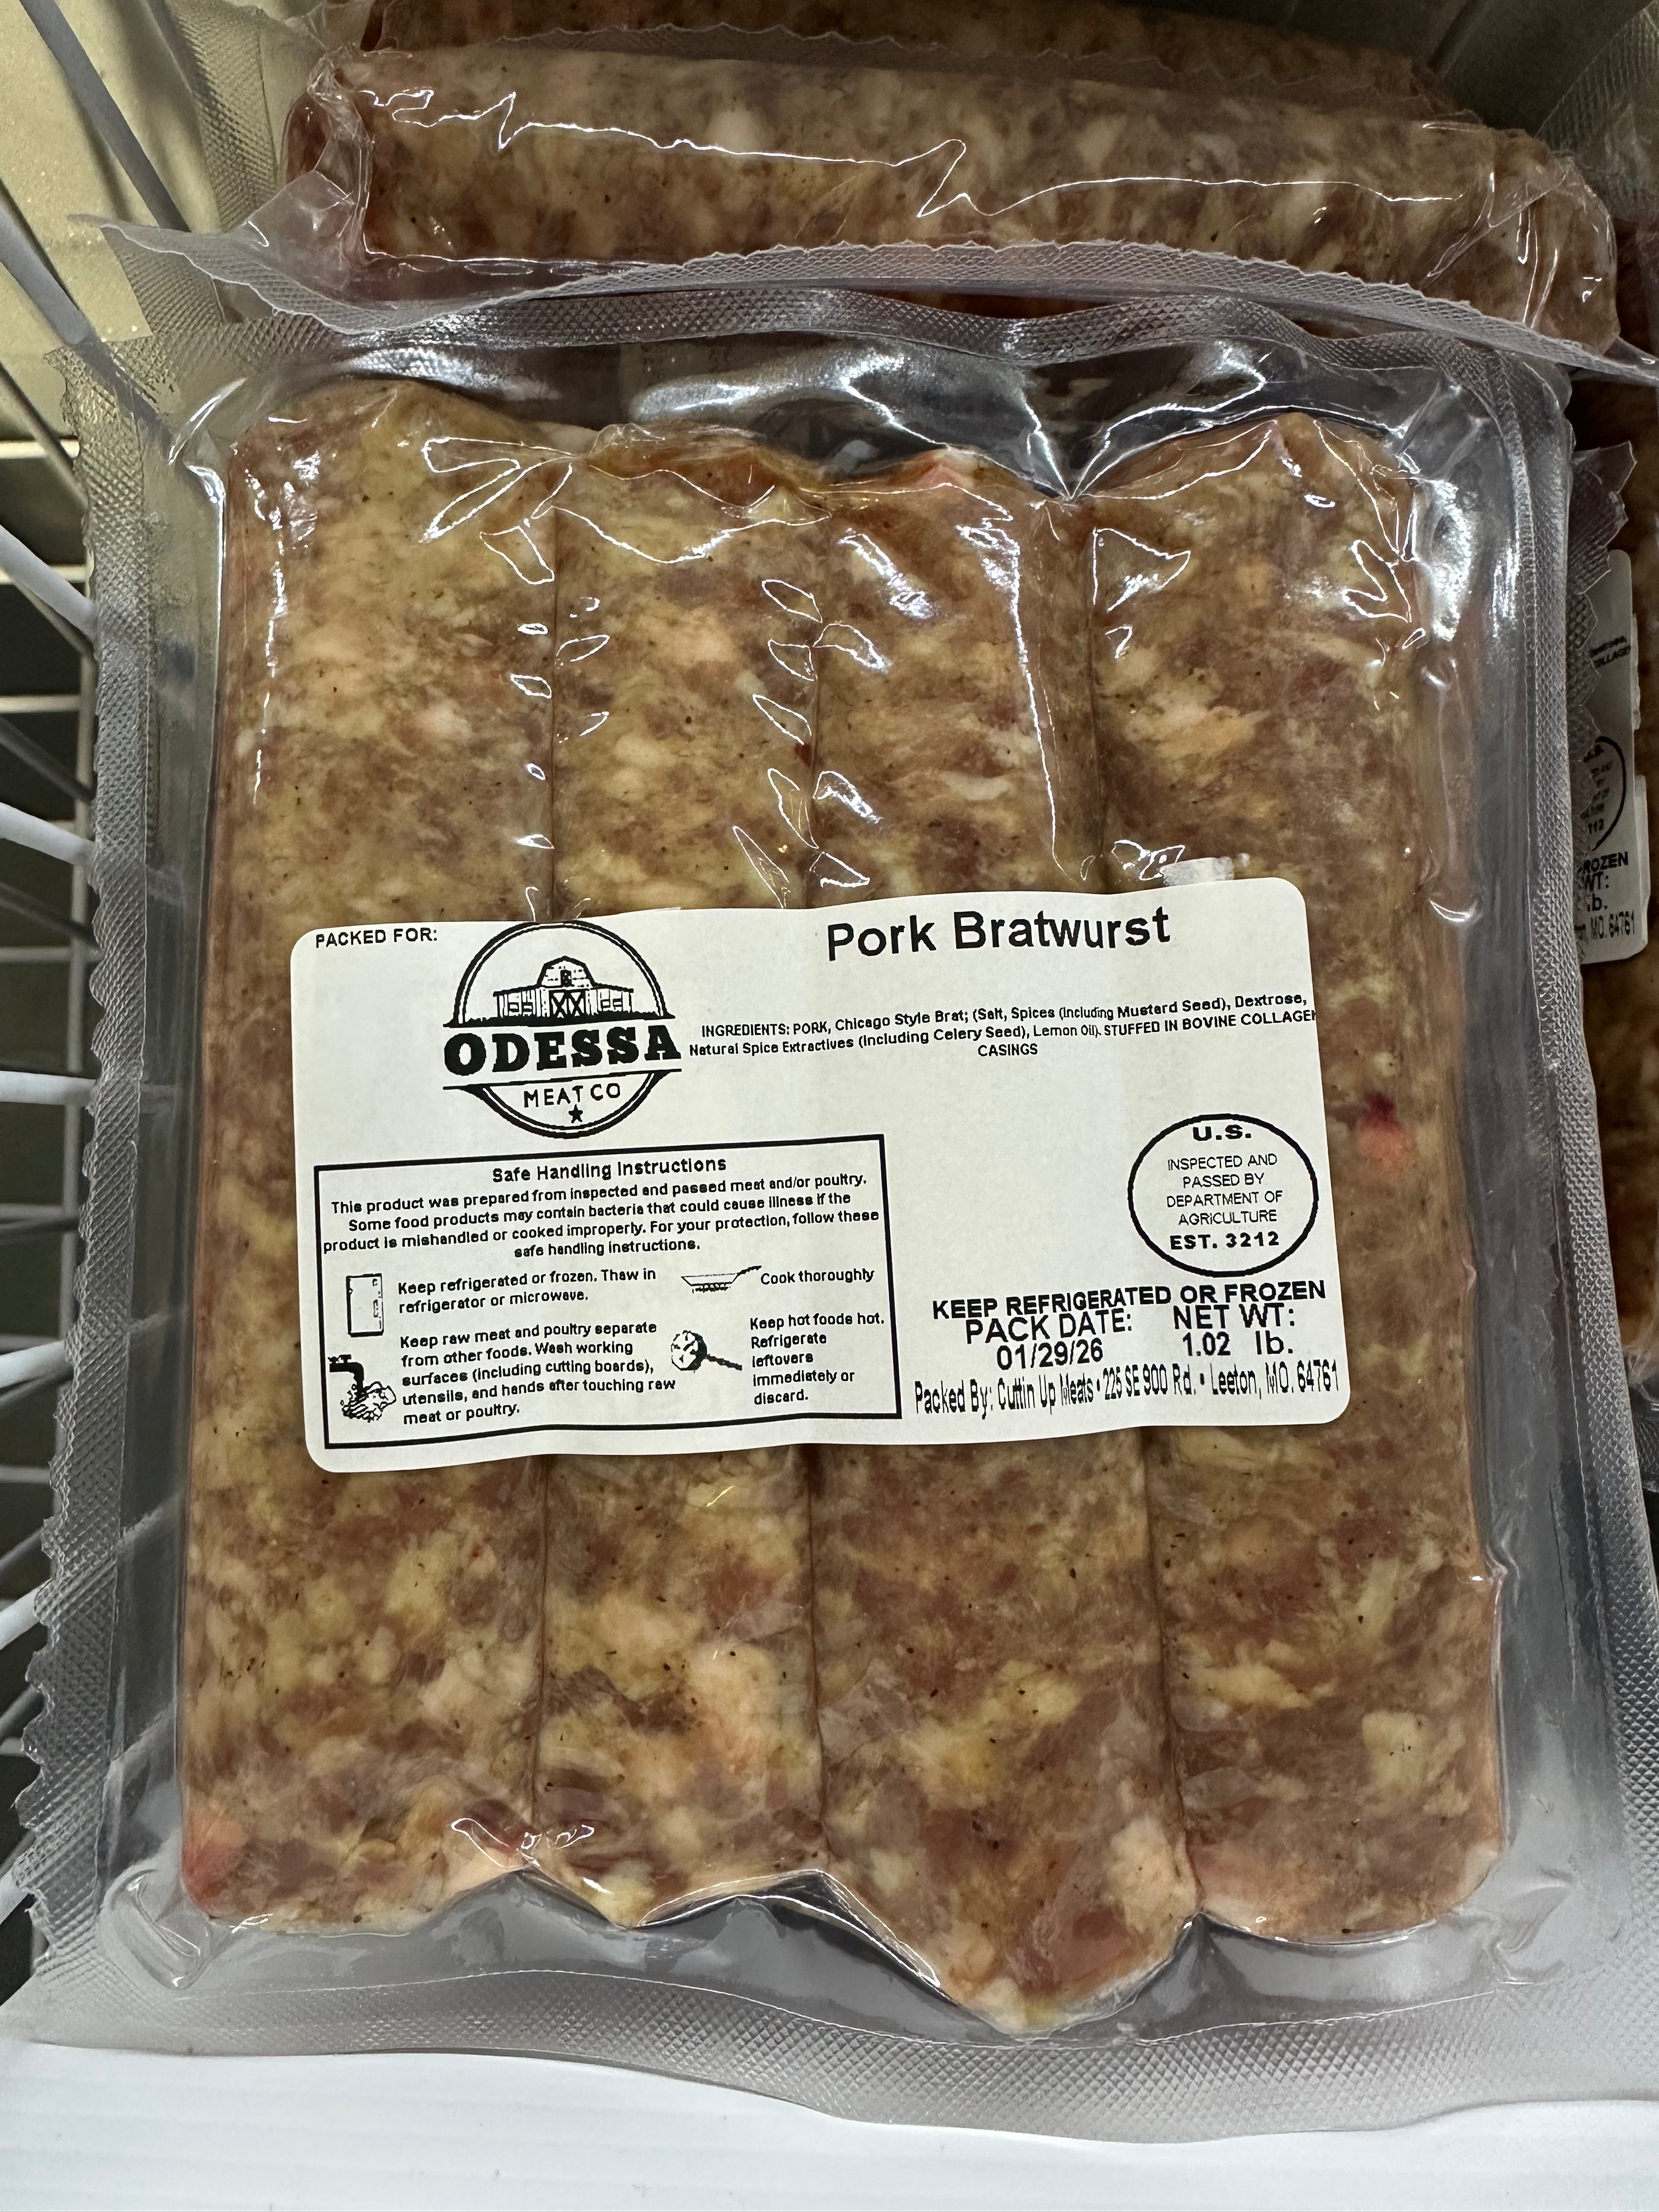 PACKED FOR:
ODESSA
MEAT CO
Pork Bratwurst
INGREDIENTS: PORK, Chicago Style Brat; (Salt, Spices (Including Mustard Seed), Dextrose,
Natural Spice Extractives (Including Celery Seed), Lemon Oil). STUFFED IN BOVINE COLLAGEN
CASINGS
Safe Handling Instructions
This product was prepared from inspected and passed meat and/or poultry.
Some food products may contain bacteria that could cause illness if the
product is mishandled or cooked improperly. For your protection, follow these
safe handling instructions.
Keep refrigerated or frozen. Thaw in
refrigerator or microwave.
Cook thoroughly
Keep raw meat and poultry separate
from other foods. Wash working
surfaces (including cutting boards),
utensils, and hands after touching raw
meat or poultry.
Keep hot foods hot.
Refrigerate
leftovers
immediately or
discard.
U.S.
INSPECTED AND
PASSED BY
DEPARTMENT OF
AGRICULTURE
EST. 3212
KEEP REFRIGERATED OR FROZEN
PACK DATE: NET WT:
01/29/26 1.02 lb.
Packed By: Cuttin Up Meats • 225 SE 900 Rd. • Leeton, MO. 64761
ROZEN
WT:
lb.
MO. 64761